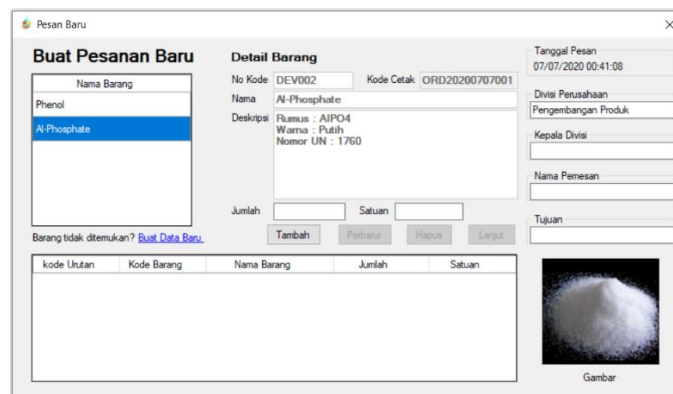 Pesan Baru
Buat Pesanan Baru
Nama Barang
Phenol
Al-Phosphate
Barang tidak ditemukan? Buat Data Baru
Detail Barang
No Kode DEV002 Kode Cetak ORD20200707001
Nama Al-Phosphate
Deskripsi Rumus : AlPO4
Warna : Putih
Nomor UN : 1760
Jumlah Satuan
Tambah Perbarui Hapus Lanjut
Tanggal Pesan
07/07/2020 00:41:08
Divisi Perusahaan
Pengembangan Produk
Kepala Divisi
Nama Pemesan
Tujuan
kode Urutan Kode Barang Nama Barang Jumlah Satuan
Gambar